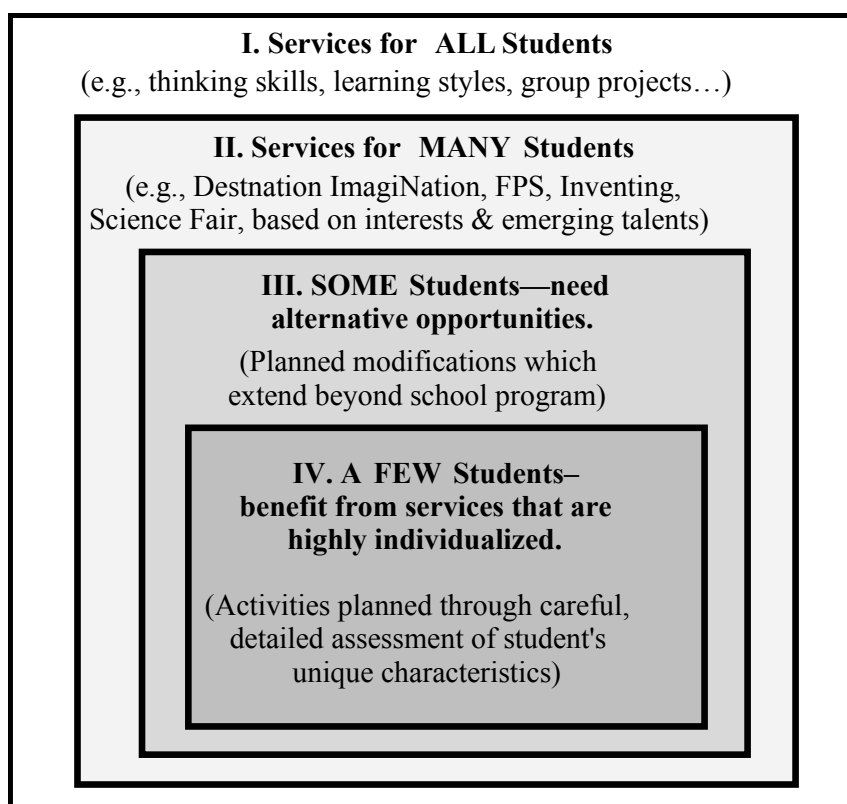 I. Services for ALL Students
(e.g., thinking skills, learning styles, group projects…)
II. Services for MANY Students
(e.g., Destnation ImagiNation, FPS, Inventing,
Science Fair, based on interests & emerging talents)
III. SOME Students—need
alternative opportunities.
(Planned modifications which
extend beyond school program)
IV. A FEW Students–
benefit from services that are
highly individualized.
(Activities planned through careful,
detailed assessment of student's
unique characteristics)